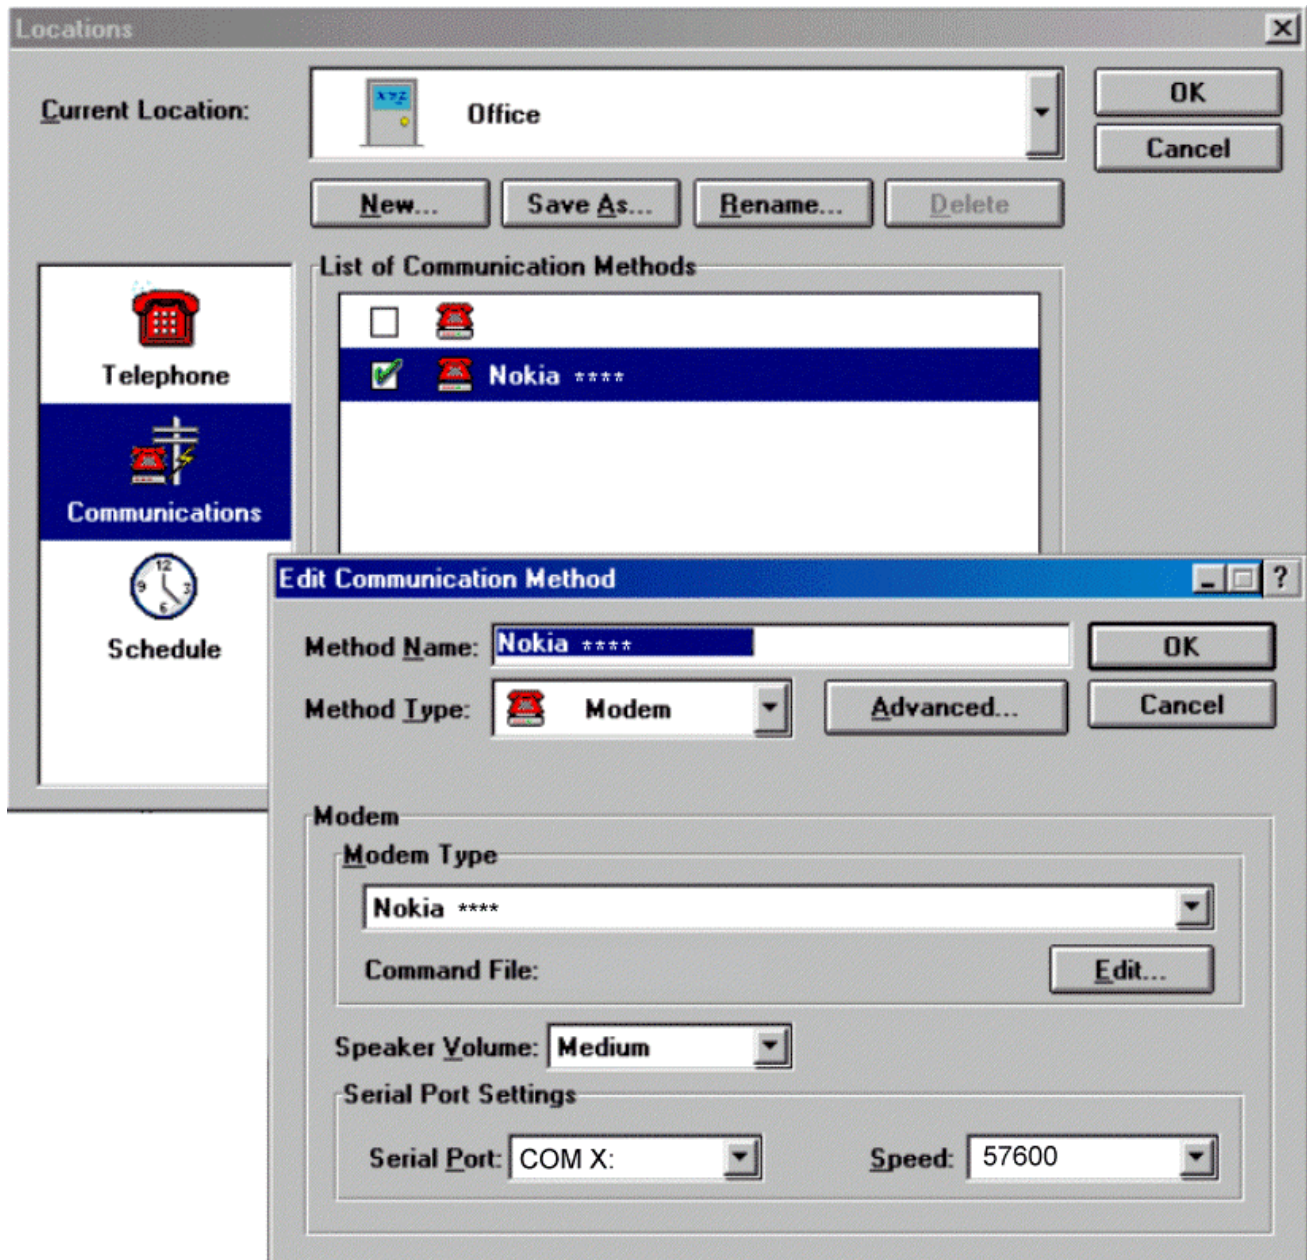 Locations
Current Location:
Office
OK
Cancel
New...
Save As...
Rename...
Delete
List of Communication Methods
Telephone
Nokia ****
Communications
Schedule
Edit Communication Method
Method Name: Nokia ****
OK
Method Type: Modem
Advanced...
Cancel
Modem
Modem Type
Nokia ****
Command File:
Edit...
Speaker Volume: Medium
Serial Port Settings
Serial Port: COM X:
Speed: 57600